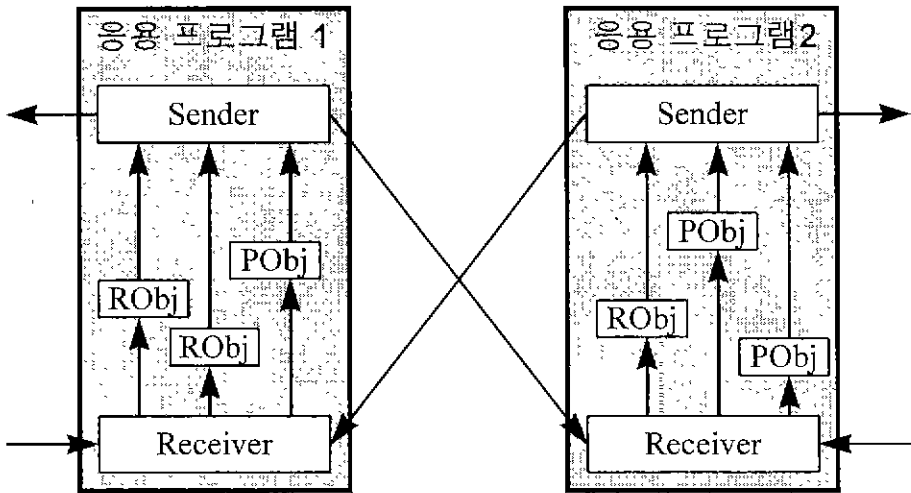 응용 프로그램 1
Sender
PObj
RObj
RObj
Receiver
응용 프로그램2
Sender
PObj
RObj
PObj
Receiver